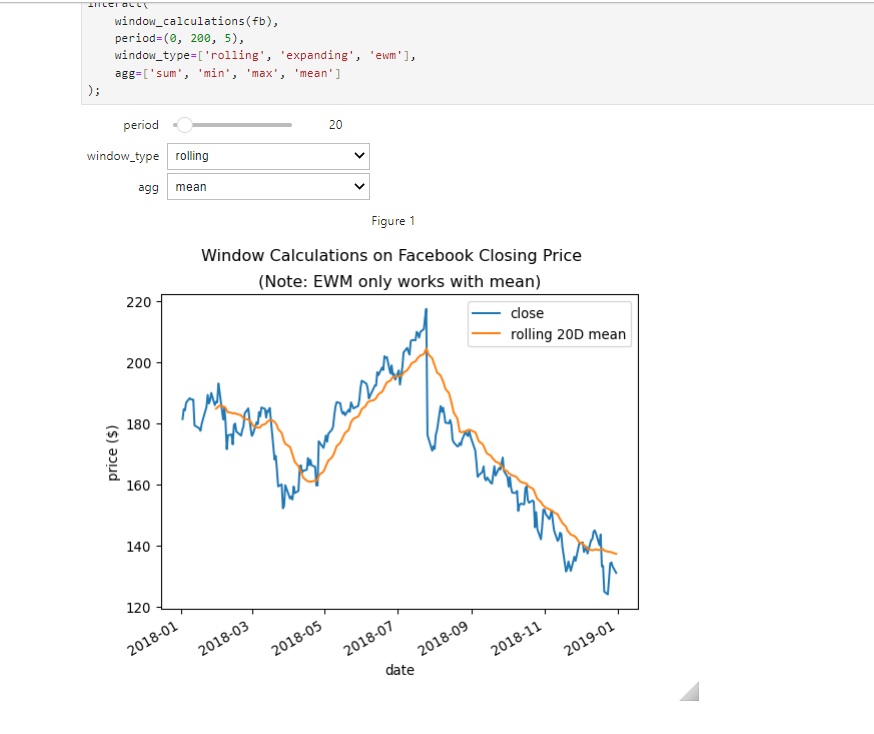 interact(
window_calculations(fb),
period=(0, 200, 5),
window_type=['rolling', 'expanding', 'ewm'],
agg=['sum', 'min', 'max', 'mean']
);
period 20
window_type rolling
agg mean
Figure 1
Window Calculations on Facebook Closing Price
(Note: EWM only works with mean)
close
rolling 20D mean
220
200
180
160
140
120
price ($)
2018-01 2018-03 2018-05 2018-07 2018-09 2018-11 2019-01
date